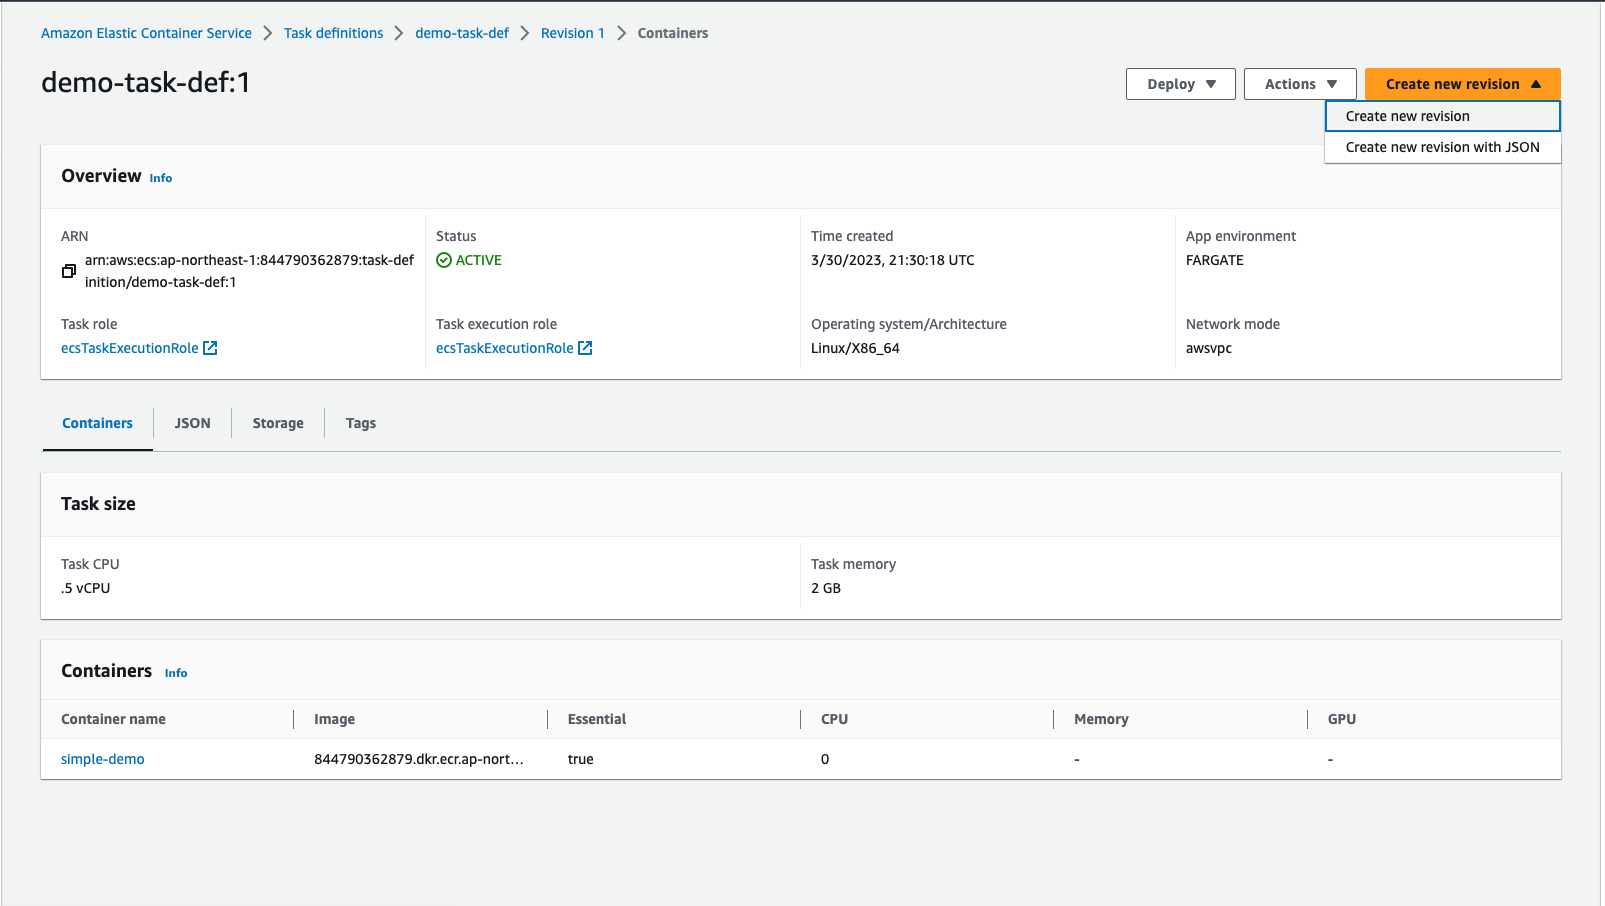 Amazon Elastic Container Service > Task definitions > demo-task-def > Revision 1 > Containers
demo-task-def:1
Deploy
Actions
Create new revision
Create new revision
Create new revision with JSON
Overview Info
ARN
arn:aws:ecs:ap-northeast-1:844790362879:task-def
inition/demo-task-def:1
Status
ACTIVE
Time created
3/30/2023, 21:30:18 UTC
App environment
FARGATE
Task role
ecsTaskExecutionRole
Task execution role
ecsTaskExecutionRole
Operating system/Architecture
Linux/X86_64
Network mode
awsvpc
Containers
JSON
Storage
Tags
Task size
Task CPU
.5 vCPU
Task memory
2 GB
Containers Info
Container name Image Essential CPU Memory GPU
simple-demo 844790362879.dkr.ecr.ap-nort... true 0 - -